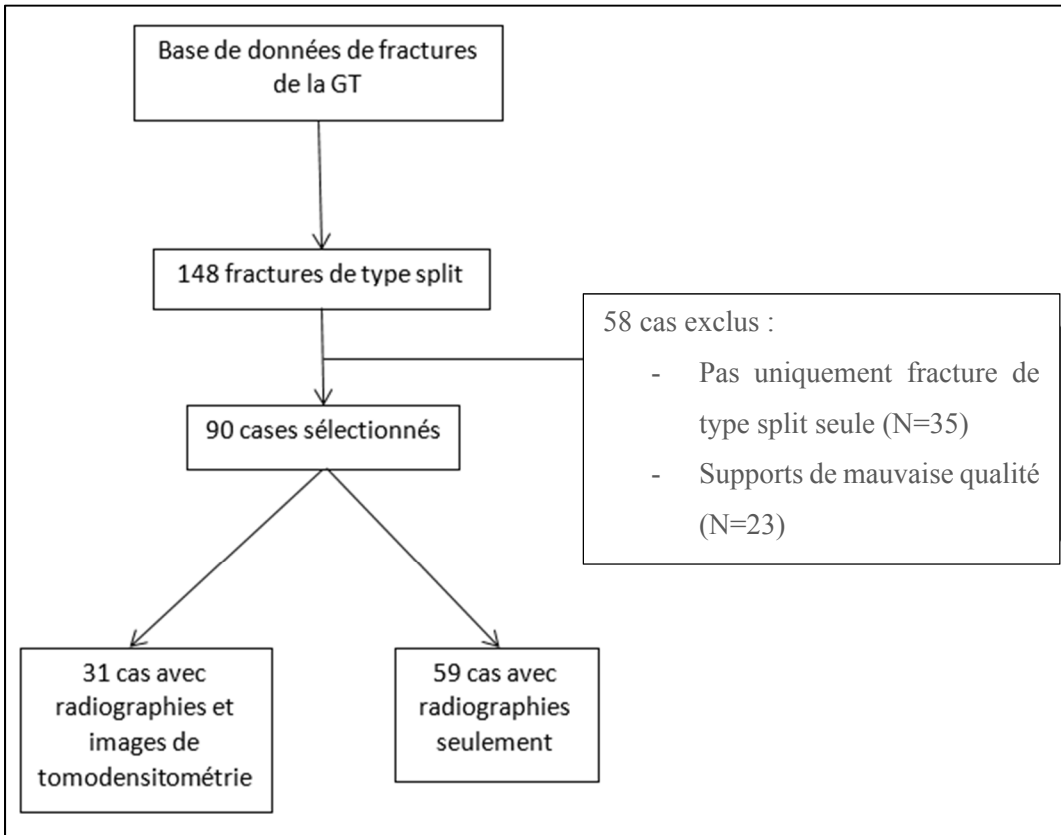 Base de données de fractures
de la GT
148 fractures de type split
58 cas exclus :
- Pas uniquement fracture de
type split seule (N=35)
- Supports de mauvaise qualité
(N=23)
90 cases sélectionnés
31 cas avec
radiographies et
images de
tomodensitométrie
59 cas avec
radiographies
seulement